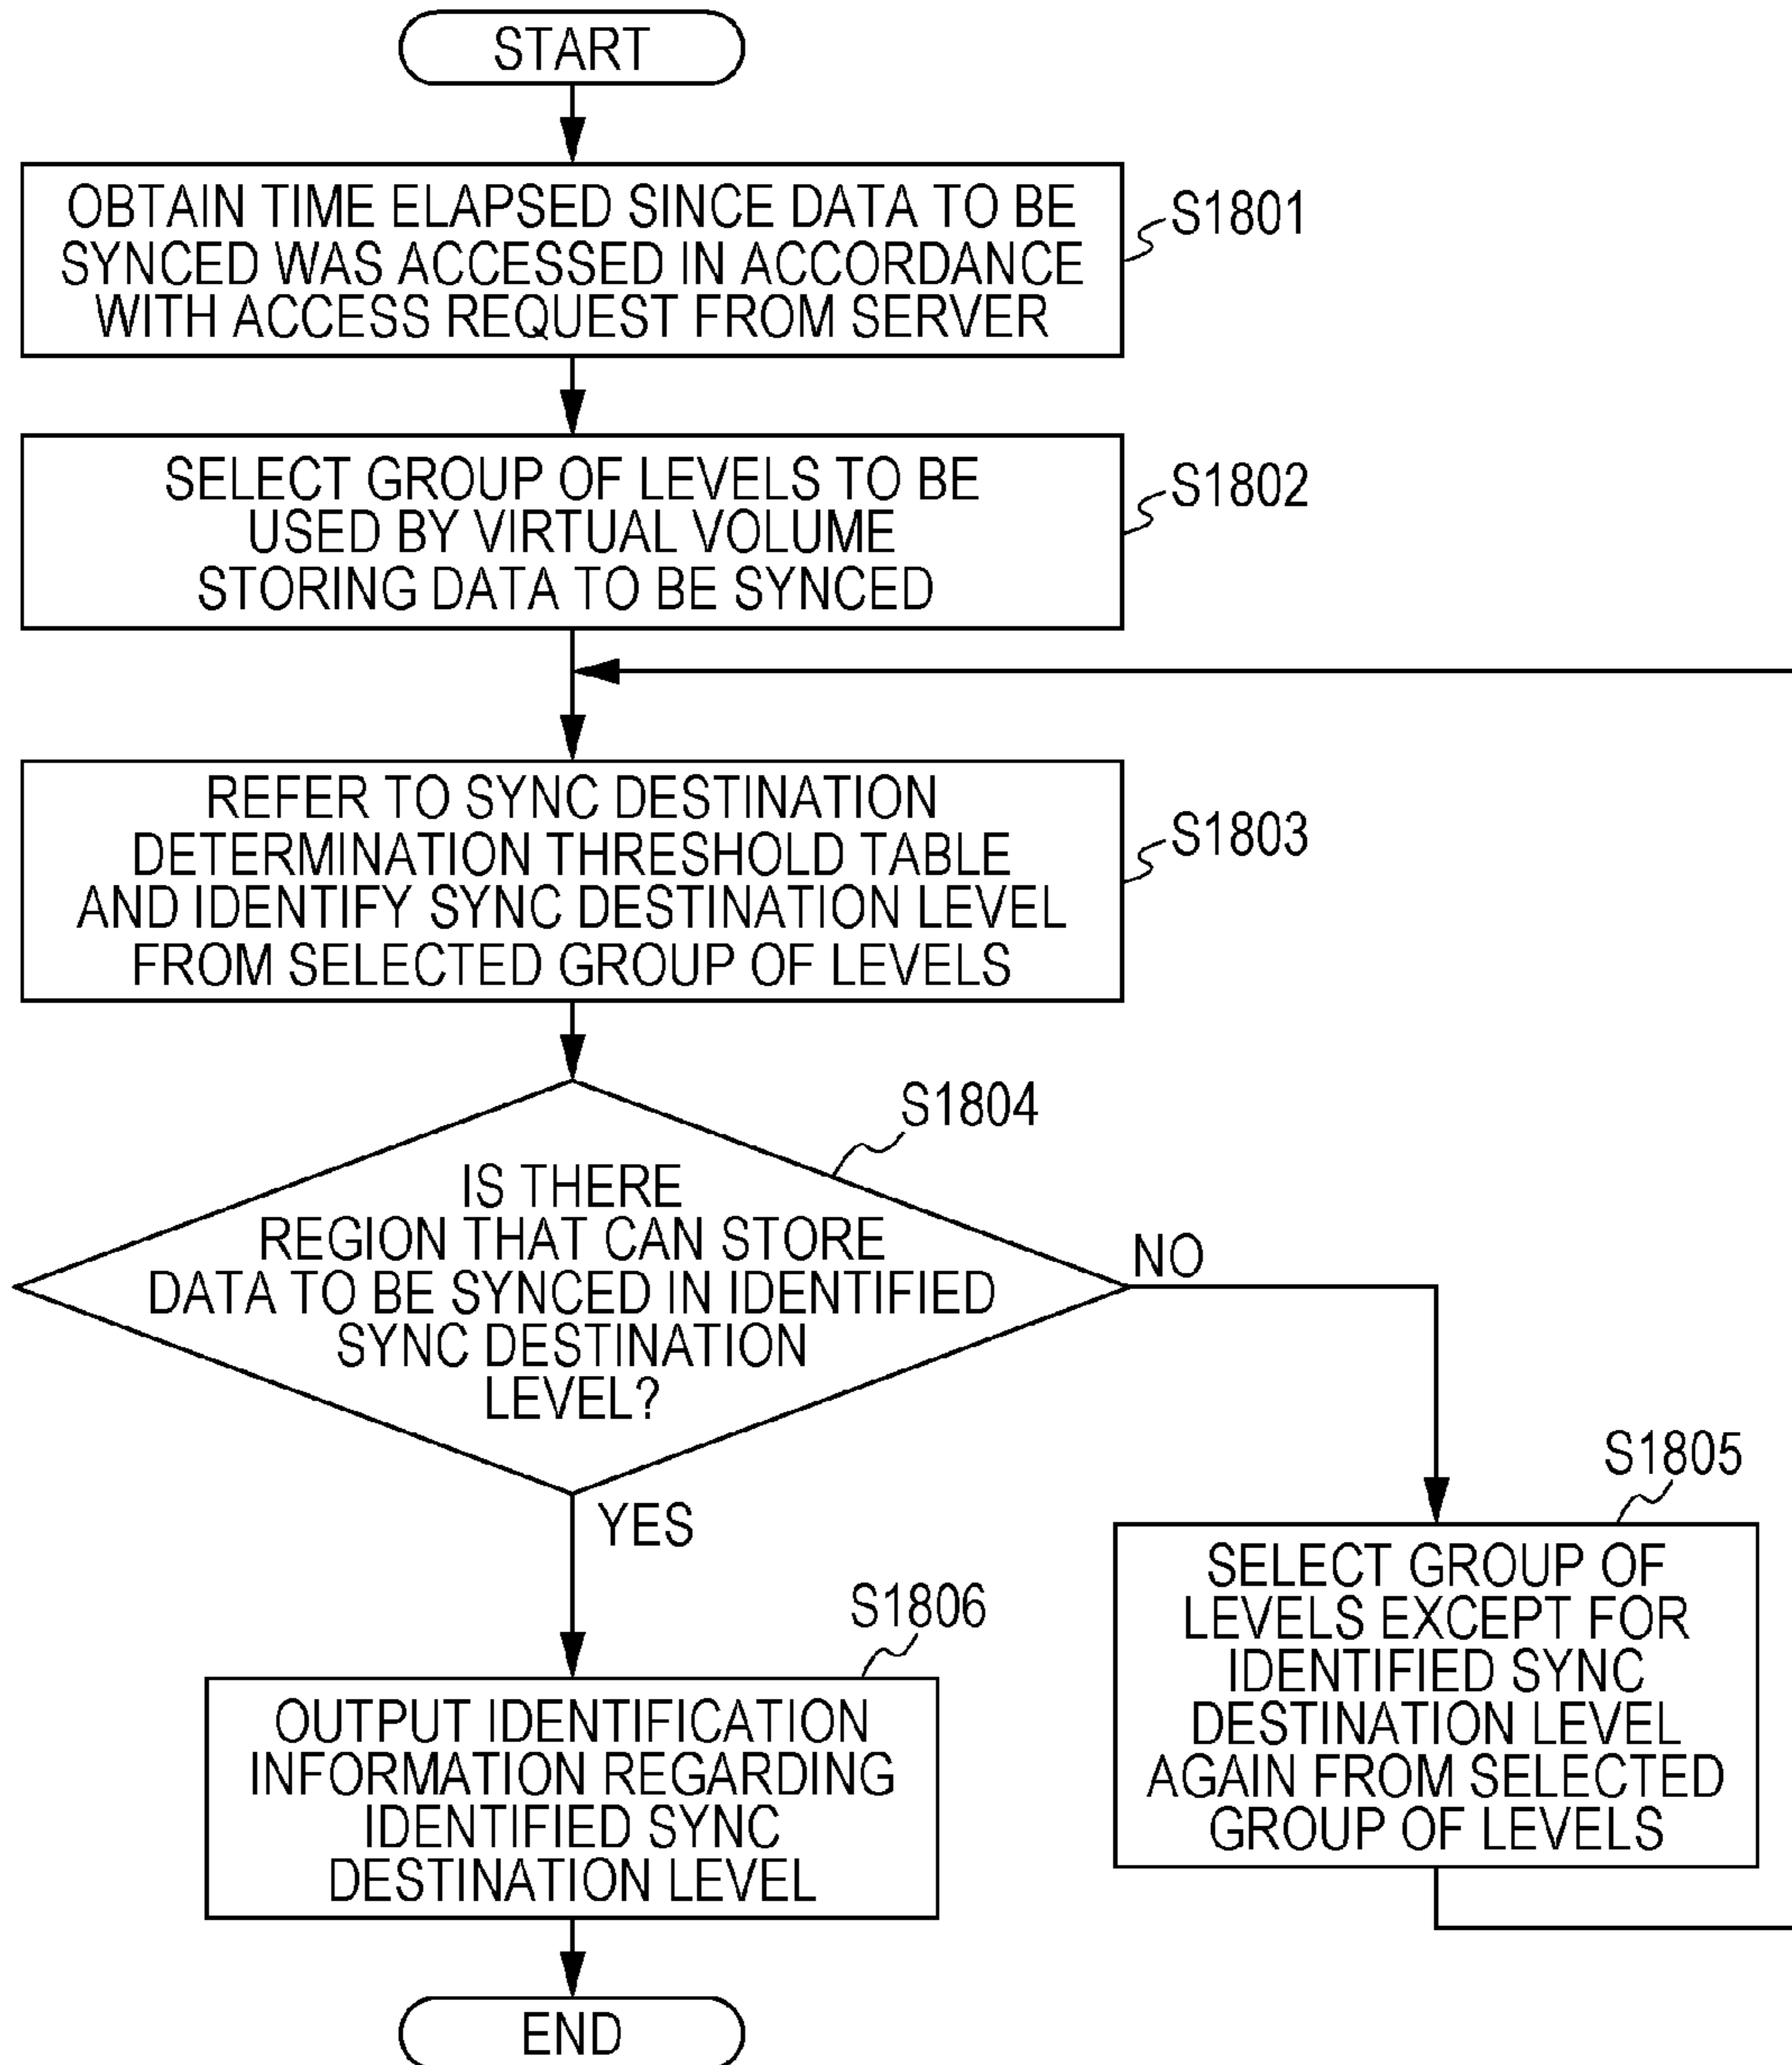 START
OBTAIN TIME ELAPSED SINCE DATA TO BE
SYNCED WAS ACCESSED IN ACCORDANCE
WITH ACCESS REQUEST FROM SERVER
S1801
SELECT GROUP OF LEVELS TO BE
USED BY VIRTUAL VOLUME
STORING DATA TO BE SYNCED
S1802
REFER TO SYNC DESTINATION
DETERMINATION THRESHOLD TABLE
AND IDENTIFY SYNC DESTINATION LEVEL
FROM SELECTED GROUP OF LEVELS
S1803
S1804
IS THERE
REGION THAT CAN STORE
DATA TO BE SYNCED IN IDENTIFIED
SYNC DESTINATION
LEVEL?
NO
YES
S1805
SELECT GROUP OF
LEVELS EXCEPT FOR
IDENTIFIED SYNC
DESTINATION LEVEL
AGAIN FROM SELECTED
GROUP OF LEVELS
S1806
OUTPUT IDENTIFICATION
INFORMATION REGARDING
IDENTIFIED SYNC
DESTINATION LEVEL
END